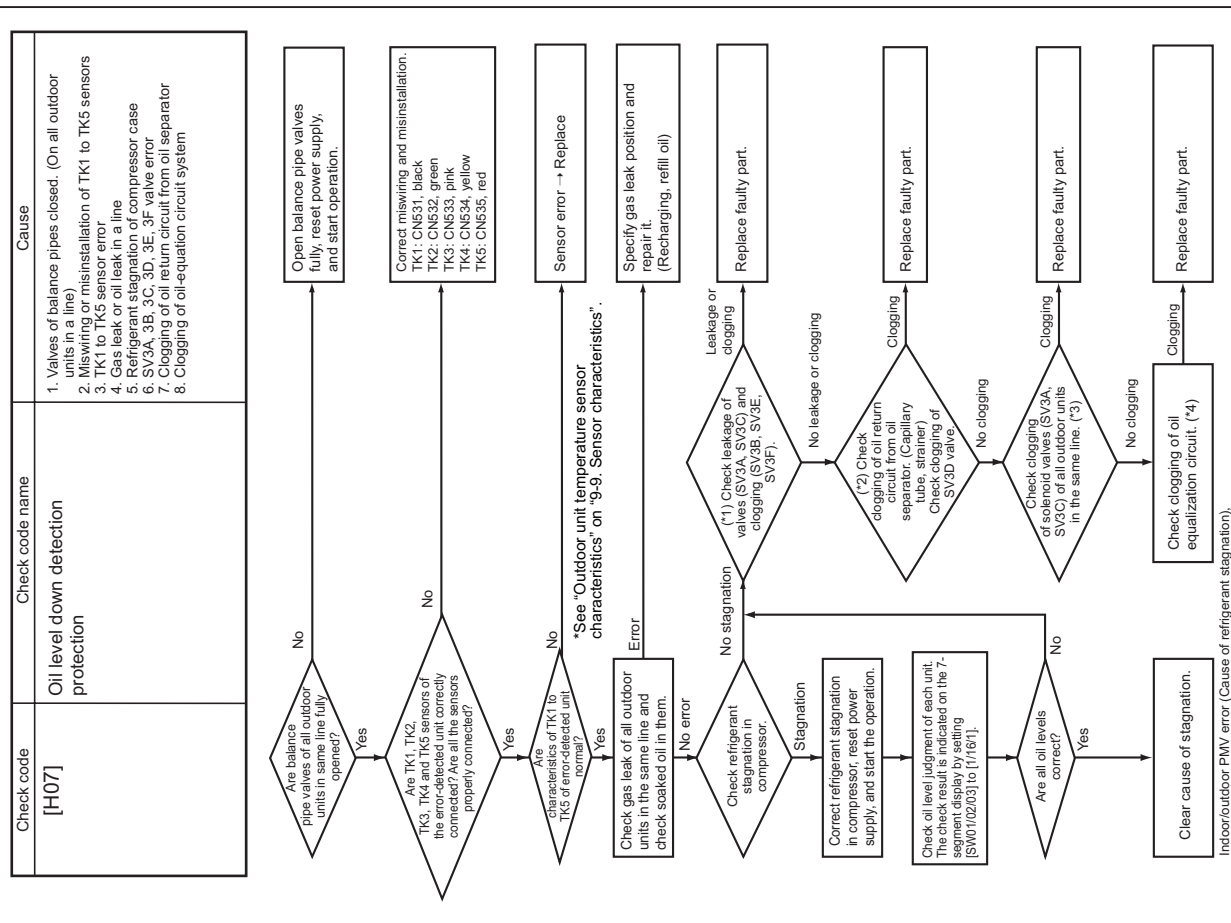 Check code
Check code name
Cause
[H07]
Oil level down detection
protection
1. Valves of balance pipes closed. (On all outdoor
units in a line)
2. Miswiring or misinstallation of TK1 to TK5 sensors
3. TK1 to TK5 sensor error
4. Gas leak or oil leak in a line
5. Refrigerant stagnation of compressor case
6. SV3A, 3B, 3C, 3D, 3E, 3F valve error
7. Clogging of oil return circuit from oil separator
8. Clogging of oil-equation circuit system
Are balance
pipe valves of all outdoor
units in same line fully
opened?
No
Open balance pipe valves
fully, reset power supply,
and start operation.
Yes
Are TK1, TK2,
TK3, TK4 and TK5 sensors of
the error-detected unit correctly
connected? Are all the sensors
properly connected?
No
Correct miswiring and misinstallation.
TK1: CN531, black
TK2: CN532, green
TK3: CN533, pink
TK4: CN534, yellow
TK5: CN535, red
Yes
Are
characteristics of TK1 to
TK5 of error-detected unit
normal?
No
Sensor error → Replace
*See “Outdoor unit temperature sensor
characteristics” on “9-9. Sensor characteristics”.
Yes
Check gas leak of all outdoor
units in the same line and
check soaked oil in them.
Error
Specify gas leak position and
repair it.
(Recharging, refill oil)
No error
Check refrigerant
stagnation in
compressor.
No stagnation
(*1) Check leakage of
valves (SV3A, SV3C) and
clogging (SV3B, SV3E,
SV3F).
Leakage or
clogging
Replace faulty part.
Stagnation
No leakage or clogging
Correct refrigerant stagnation
in compressor, reset power
supply, and start the operation.
(*2) Check
clogging of oil return
circuit from oil
separator. (Capillary
tube, strainer)
Check clogging of
SV3D valve.
Clogging
Replace faulty part.
Check oil level judgment of each unit.
The check result is indicated on the 7-
segment display by setting
[SW01/02/03] to [1/16/1].
No clogging
Are all oil levels
correct?
No
Check clogging
of solenoid valves (SV3A,
SV3C) of all outdoor units
in the same line. (*3)
Clogging
Replace faulty part.
Yes
No clogging
Clear cause of stagnation.
Check clogging of oil
equalization circuit. (*4)
Clogging
Replace faulty part.
Indoor/outdoor PMV error (Cause of refrigerant stagnation),